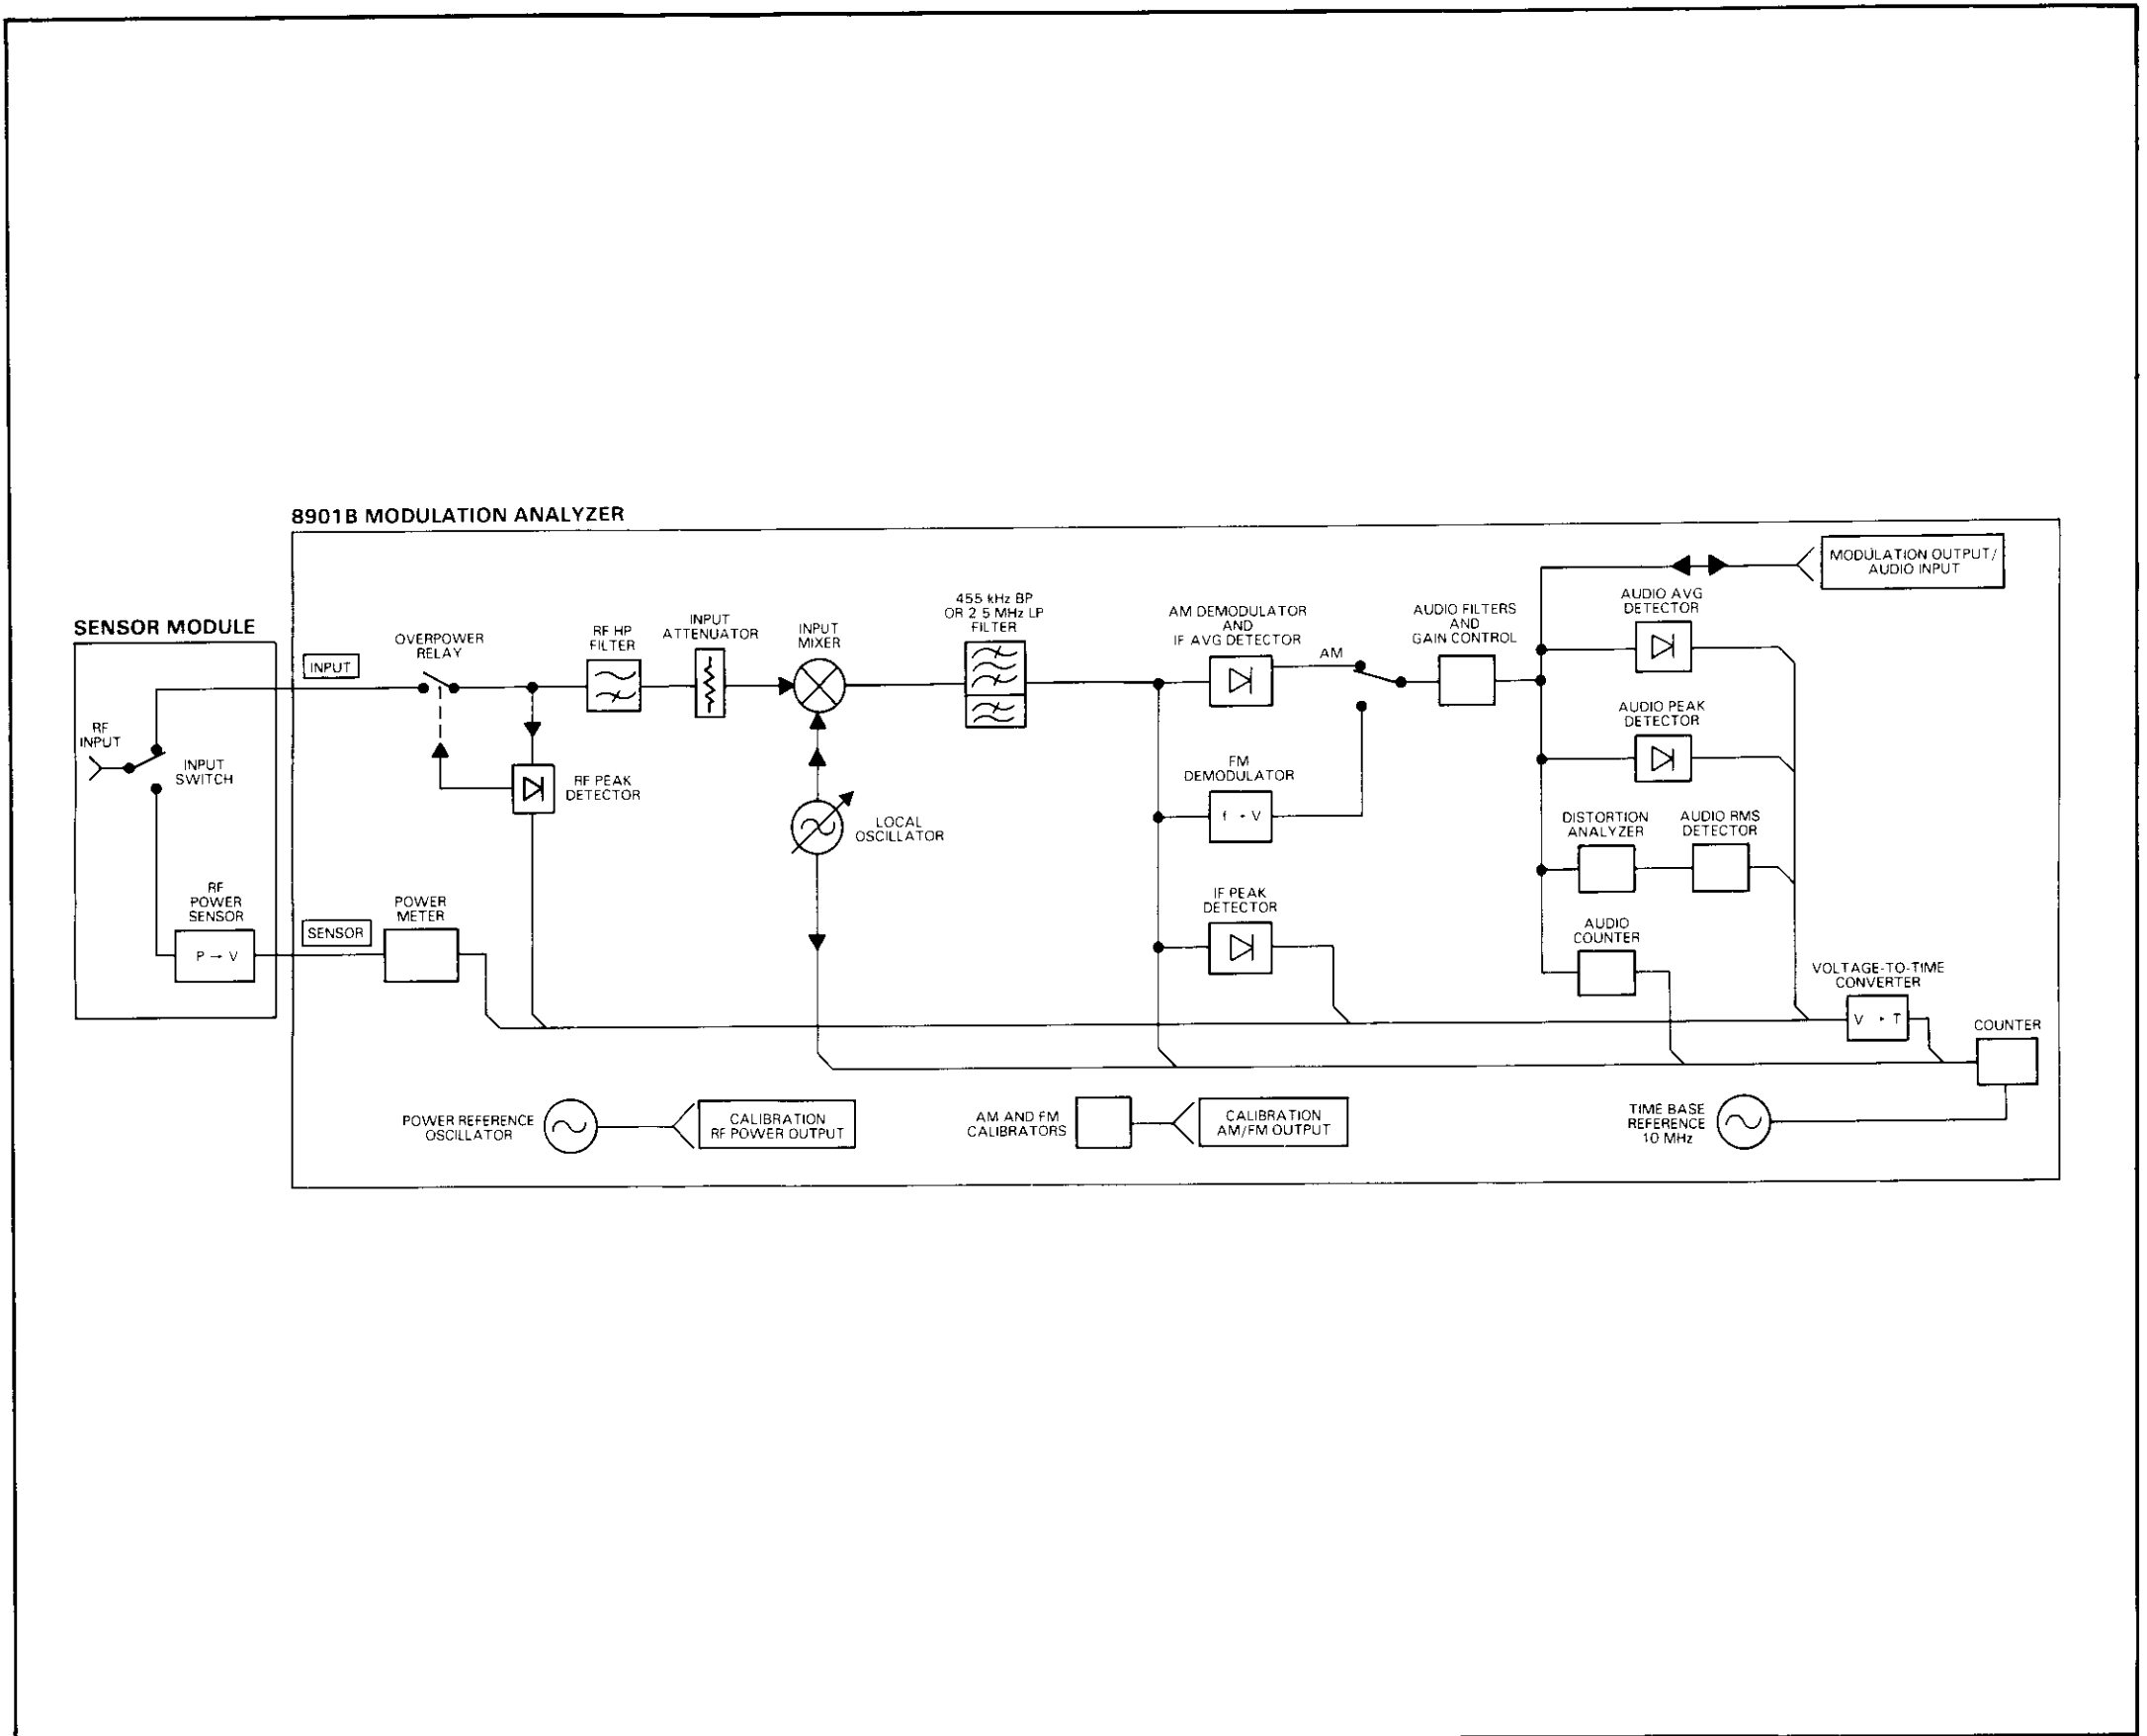 8901B MODULATION ANALYZER
MODULATION OUTPUT/
AUDIO INPUT
SENSOR MODULE
INPUT
OVERPOWER
RELAY
RF HP
FILTER
INPUT
ATTENUATOR
INPUT
MIXER
455 kHz BP
OR 2 5 MHz LP
FILTER
AM DEMODULATOR
AND
IF AVG DETECTOR
AM
AUDIO FILTERS
AND
GAIN CONTROL
AUDIO AVG
DETECTOR
RF
INPUT
INPUT
SWITCH
RF PEAK
DETECTOR
LOCAL
OSCILLATOR
FM
DEMODULATOR
f → V
AUDIO PEAK
DETECTOR
DISTORTION
ANALYZER
AUDIO RMS
DETECTOR
RF
POWER
SENSOR
P → V
SENSOR
POWER
METER
IF PEAK
DETECTOR
AUDIO
COUNTER
VOLTAGE-TO-TIME
CONVERTER
V → T
COUNTER
POWER REFERENCE
OSCILLATOR
CALIBRATION
RF POWER OUTPUT
AM AND FM
CALIBRATORS
CALIBRATION
AM/FM OUTPUT
TIME BASE
REFERENCE
10 MHz